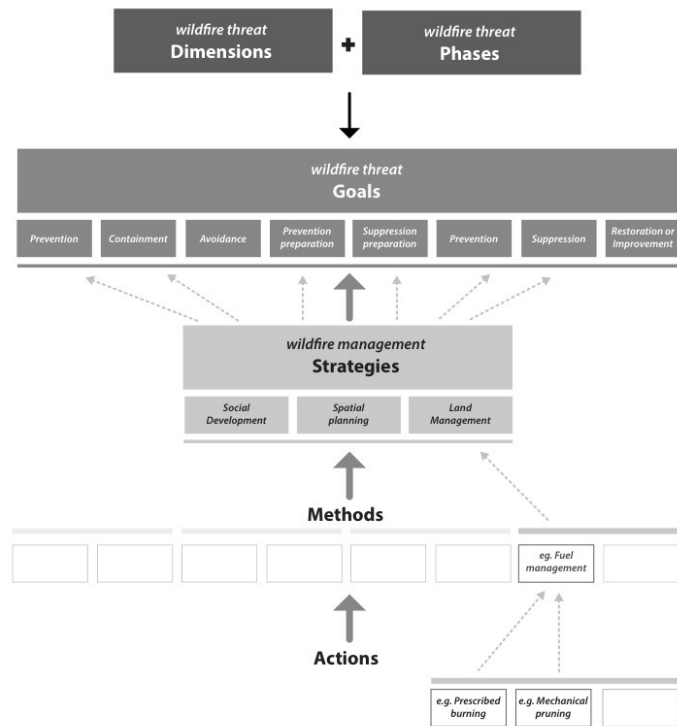 wildfire threat
Dimensions
+
wildfire threat
Phases
wildfire threat
Goals
Prevention
Containment
Avoidance
Prevention
preparation
Suppression
preparation
Prevention
Suppression
Restoration or
Improvement
wildfire management
Strategies
Social
Development
Spatial
planning
Land
Management
Methods
eg. Fuel
management
Actions
e.g. Prescribed
burning
e.g. Mechanical
pruning